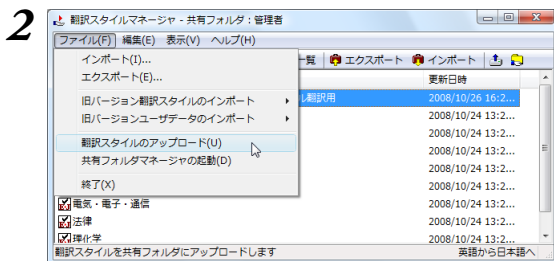 2
翻訳スタイルマネージャ - 共有フォルダ : 管理者
ファイル(F) 編集(E) 表示(V) ヘルプ(H)
インポート(I)...
一覧 エクスポート インポート
エクスポート(E)...
更新日時
旧バージョン翻訳スタイルのインポート
ル翻訳用 2008/10/26 16:2...
旧バージョンユーザデータのインポート
2008/10/24 13:2...
2008/10/24 13:2...
翻訳スタイルのアップロード(U)
2008/10/24 13:2...
共有フォルダマネージャの起動(D)
2008/10/24 13:2...
終了(X)
2008/10/24 13:2...
電気・電子・通信 2008/10/24 13:2...
法律 2008/10/24 13:2...
理化学 2008/10/24 13:2...
翻訳スタイルを共有フォルダにアップロードします 英語から日本語へ